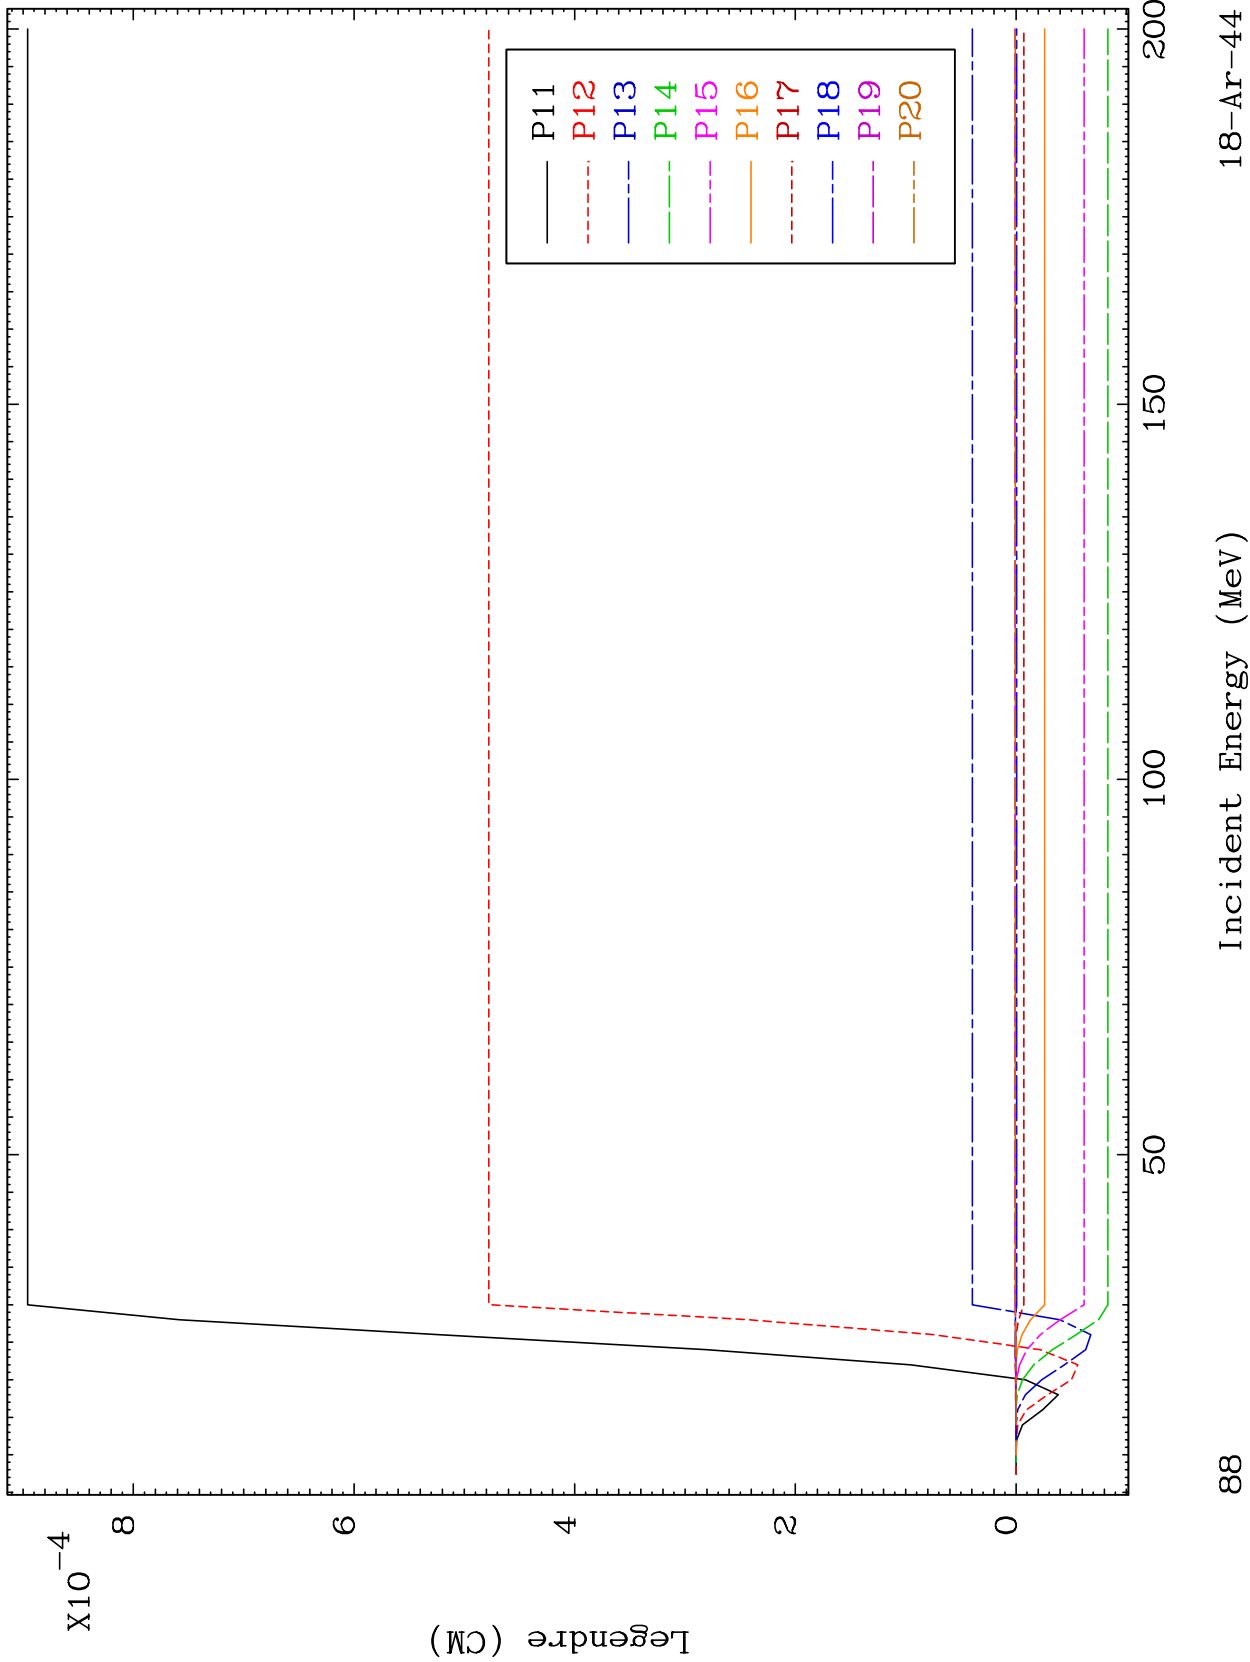 X10-4
8
6
4
2
0
Legendre (CM)
P11
P12
P13
P14
P15
P16
P17
P18
P19
P20
50
100
150
200
Incident Energy (MeV)
88
18-Ar-44